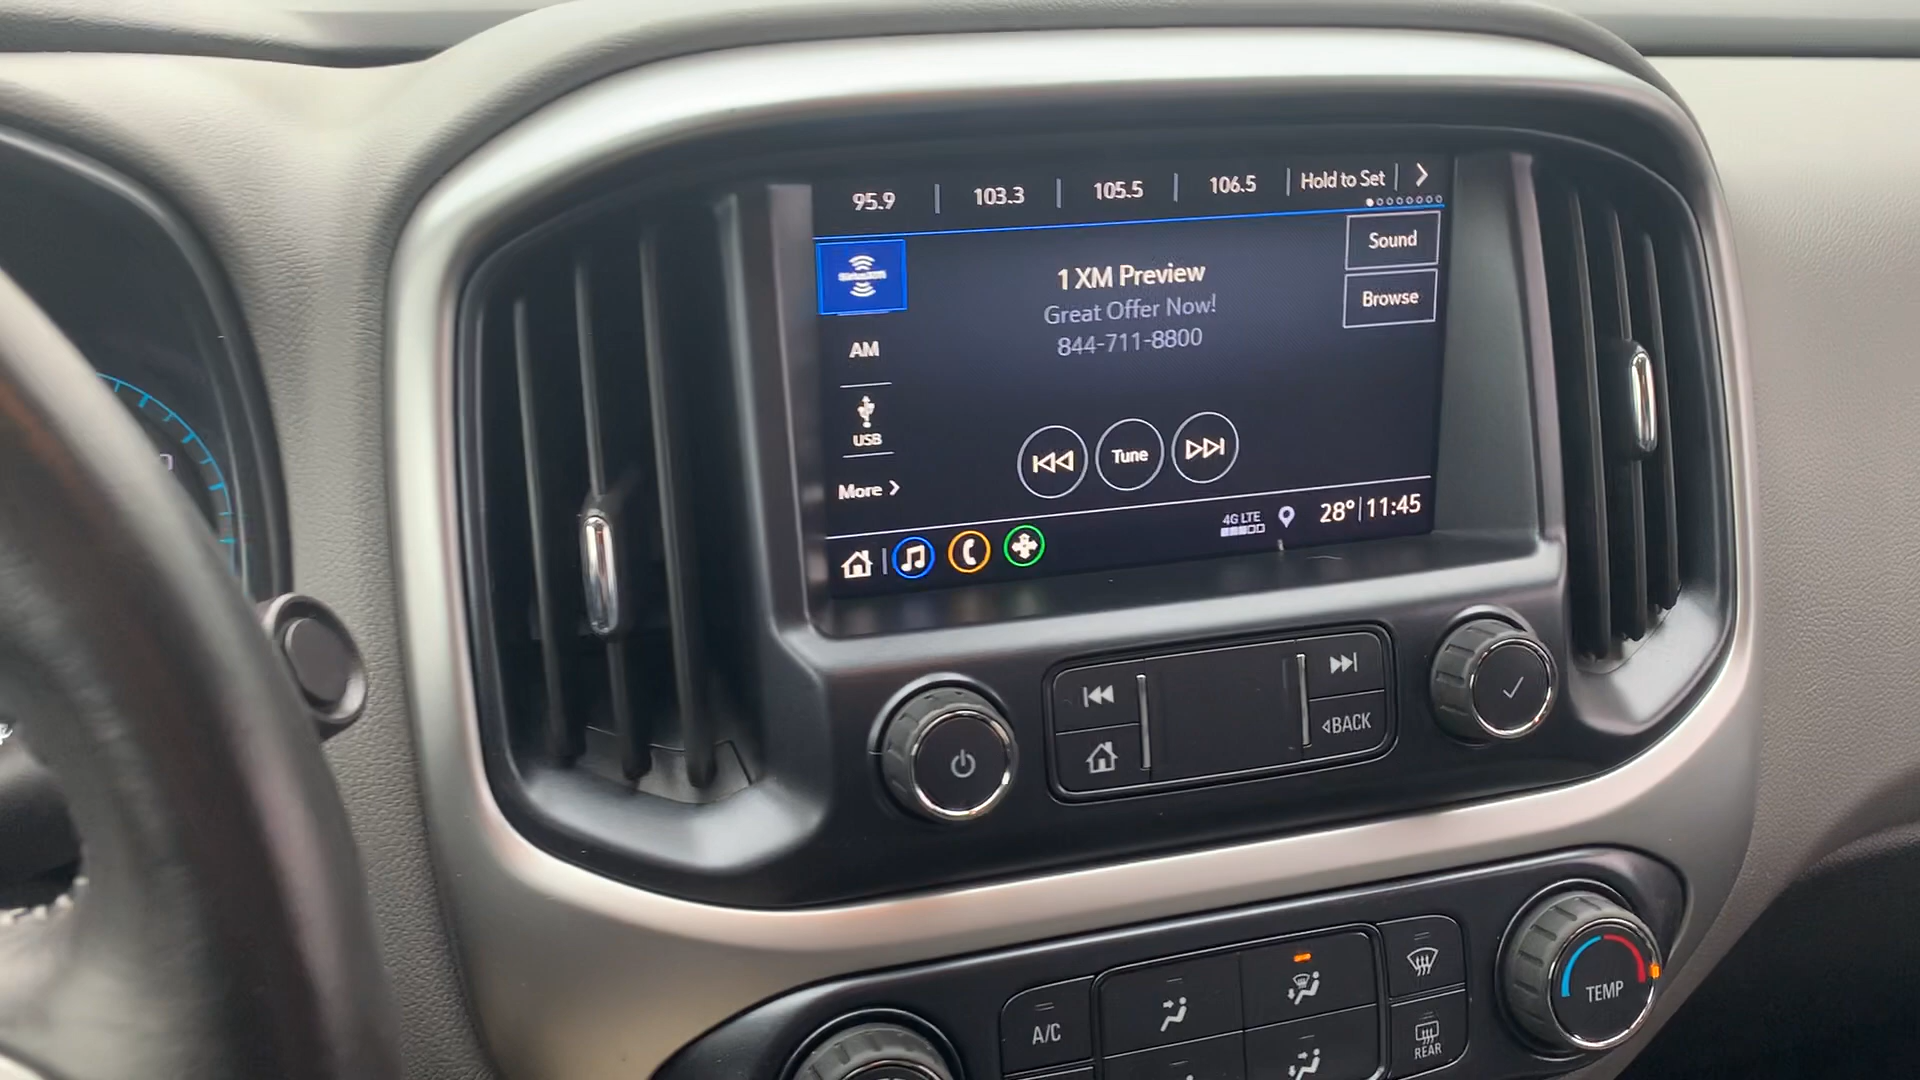 95.9 | 103.3 | 105.5 | 106.5 | Hold to Set
SiriusXM
1 XM Preview
Great Offer Now!
844-711-8800
Sound
Browse
AM
USB
More
Tune
4G LTE
28° | 11:45
BACK
A/C
REAR
TEMP